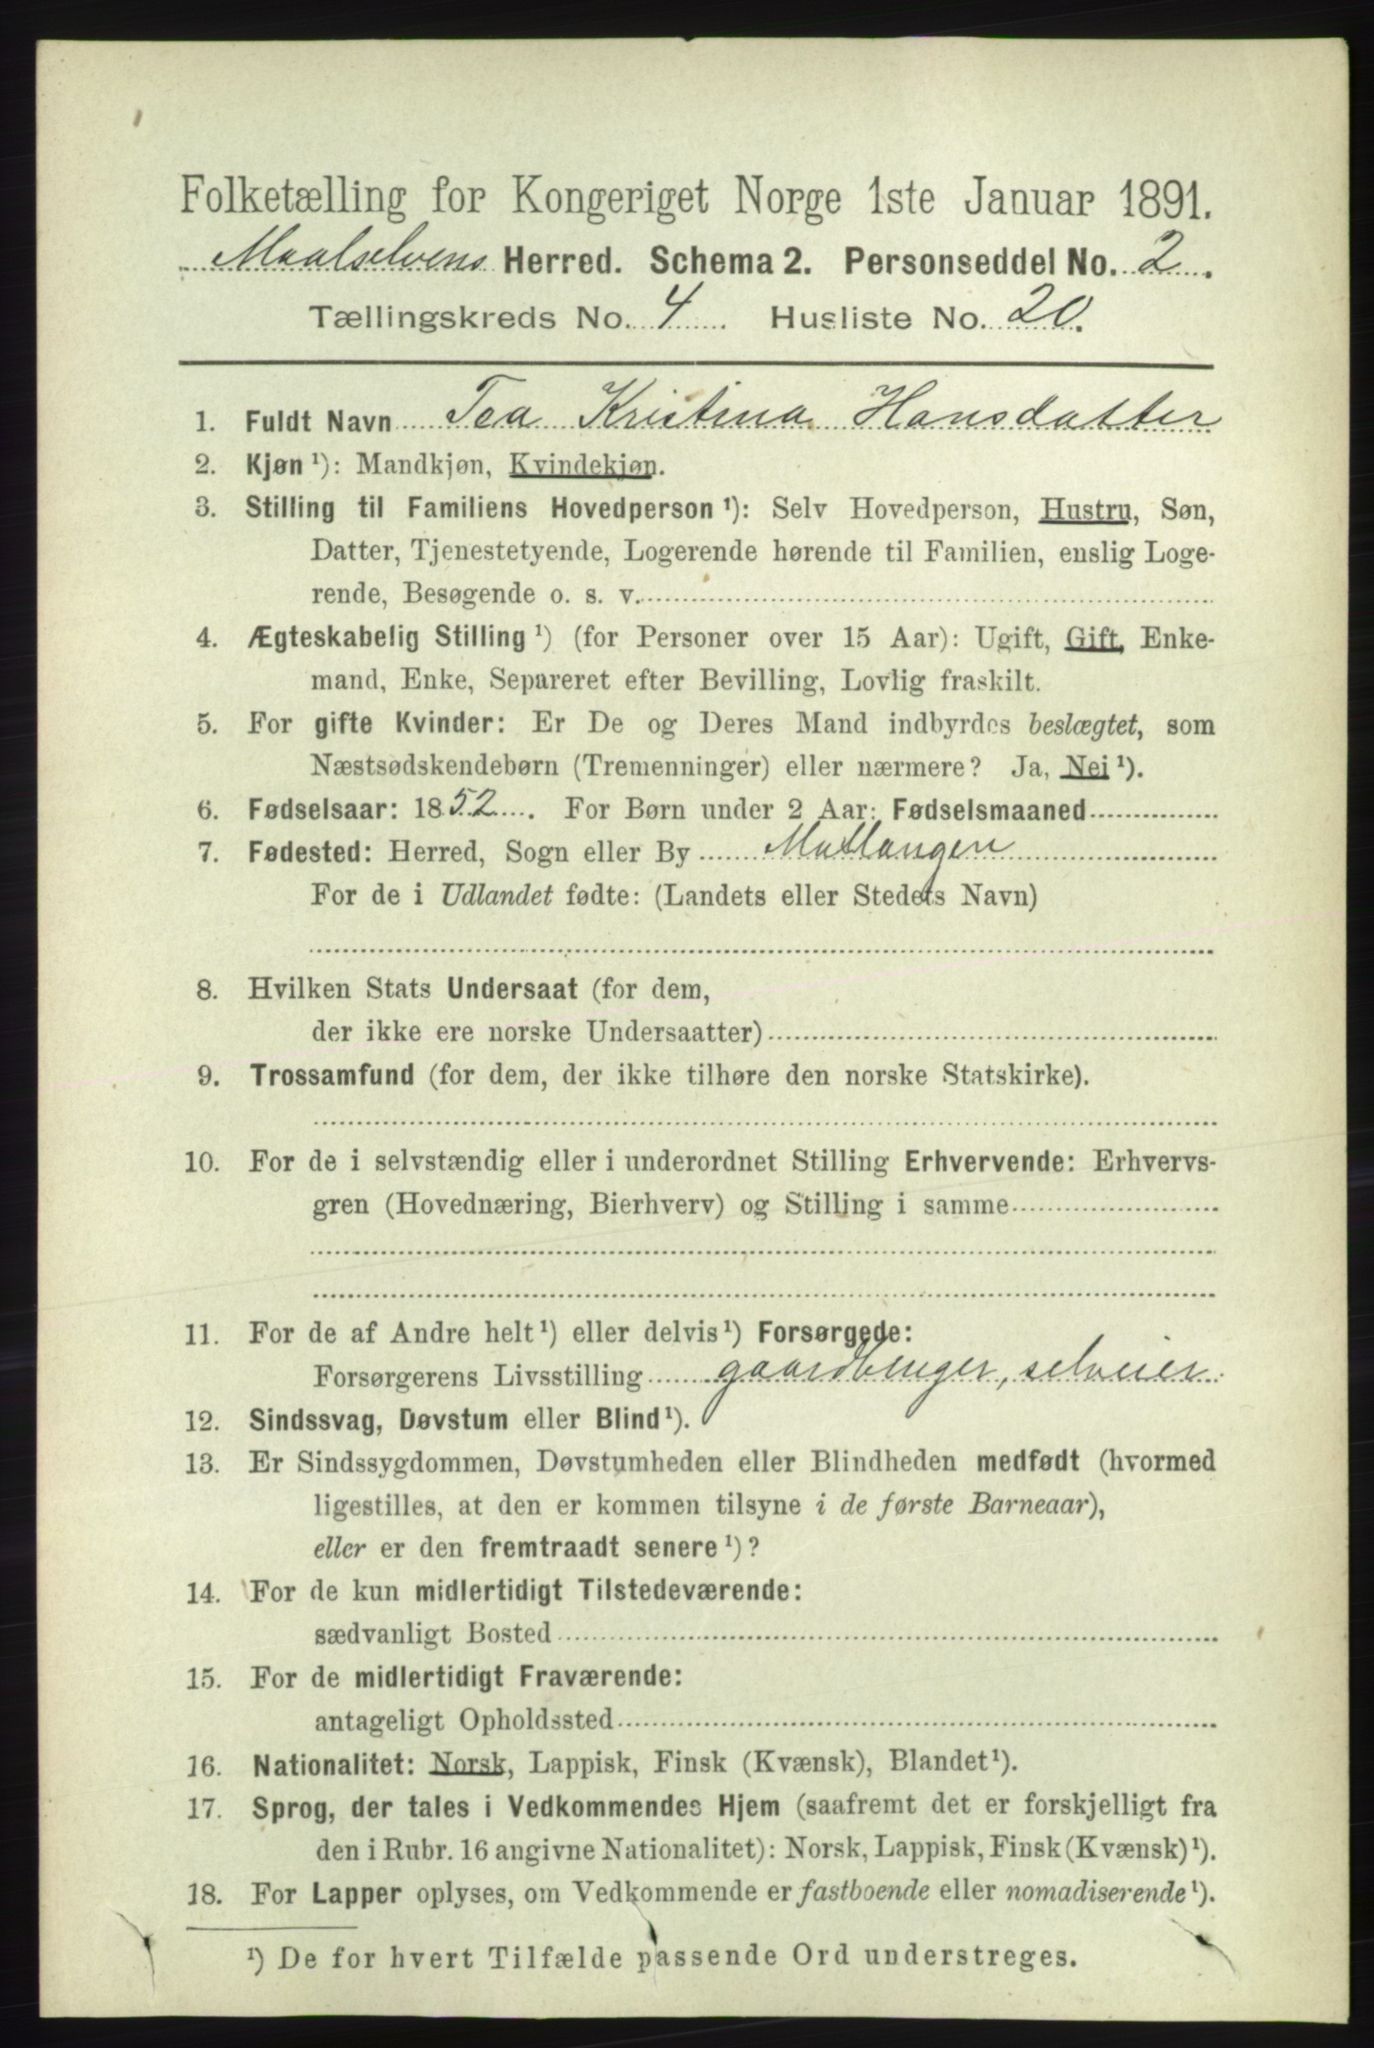 Folketælling for Kongeriget Norge 1ste Januar 1891.
Maalselvens Herred. Schema 2. Personseddel No. 2.
Tællingskreds No. 4 Husliste No. 20.
1. Fuldt Navn Tea Kristina Hansdatter
2. Kjøn ¹): Mandkjøn, Kvindekjøn.
3. Stilling til Familiens Hovedperson ¹): Selv Hovedperson, Hustru, Søn,
Datter, Tjenestetyende, Logerende hørende til Familien, enslig Loge-
rende, Besøgende o. s. v.
4. Ægteskabelig Stilling ¹) (for Personer over 15 Aar): Ugift, Gift, Enke-
mand, Enke, Separeret efter Bevilling, Lovlig fraskilt.
5. For gifte Kvinder: Er De og Deres Mand indbyrdes beslægtet, som
Næstsødskendebørn (Tremenninger) eller nærmere? Ja, Nei ¹).
6. Fødselsaar: 1852. For Børn under 2 Aar: Fødselsmaaned
7. Fødested: Herred, Sogn eller By Matlangen
For de i Udlandet fødte: (Landets eller Stedets Navn)
8. Hvilken Stats Undersaat (for dem,
der ikke ere norske Undersaatter)
9. Trossamfund (for dem, der ikke tilhøre den norske Statskirke).
10. For de i selvstændig eller i underordnet Stilling Erhvervende: Erhvervs-
gren (Hovednæring, Bierhverv) og Stilling i samme
11. For de af Andre helt ¹) eller delvis ¹) Forsørgede:
Forsørgerens Livsstilling gaardbruger, selveier
12. Sindssvag, Døvstum eller Blind ¹).
13. Er Sindssygdommen, Døvstumheden eller Blindheden medfødt (hvormed
ligestilles, at den er kommen tilsyne i de første Barneaar),
eller er den fremtraadt senere ¹)?
14. For de kun midlertidigt Tilstedeværende:
sædvanligt Bosted
15. For de midlertidigt Fraværende:
antageligt Opholdssted
16. Nationalitet: Norsk, Lappisk, Finsk (Kvænsk), Blandet ¹).
17. Sprog, der tales i Vedkommendes Hjem (saafremt det er forskjelligt fra
den i Rubr. 16 angivne Nationalitet): Norsk, Lappisk, Finsk (Kvænsk) ¹).
18. For Lapper oplyses, om Vedkommende er fastboende eller nomadiserende ¹).
¹) De for hvert Tilfælde passende Ord understreges.